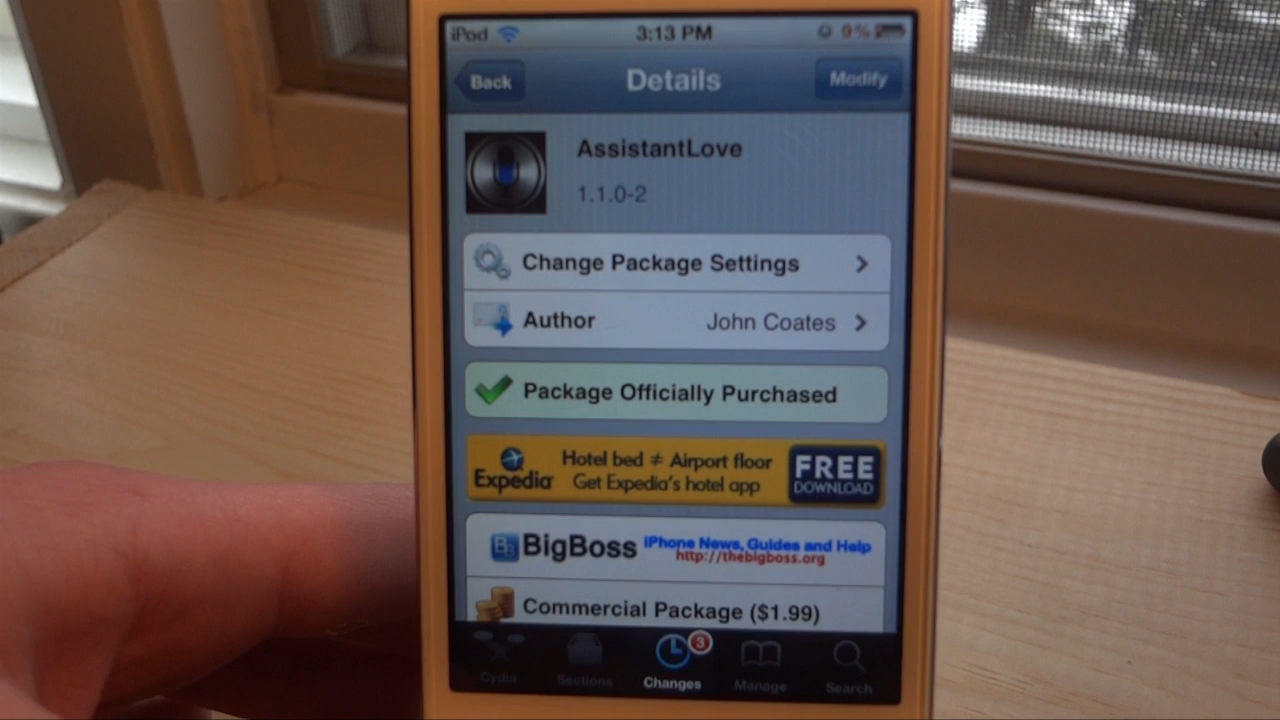 iPod 3:13 PM 9%
Back Details Modify
AssistantLove
1.1.0-2
Change Package Settings
Author John Coates
Package Officially Purchased
Expedia
Hotel bed ≠ Airport floor
Get Expedia's hotel app
FREE
DOWNLOAD
BigBoss
iPhone News, Guides and Help
http://thebigboss.org
Commercial Package ($1.99)
3
Cydia Sections Changes Manage Search